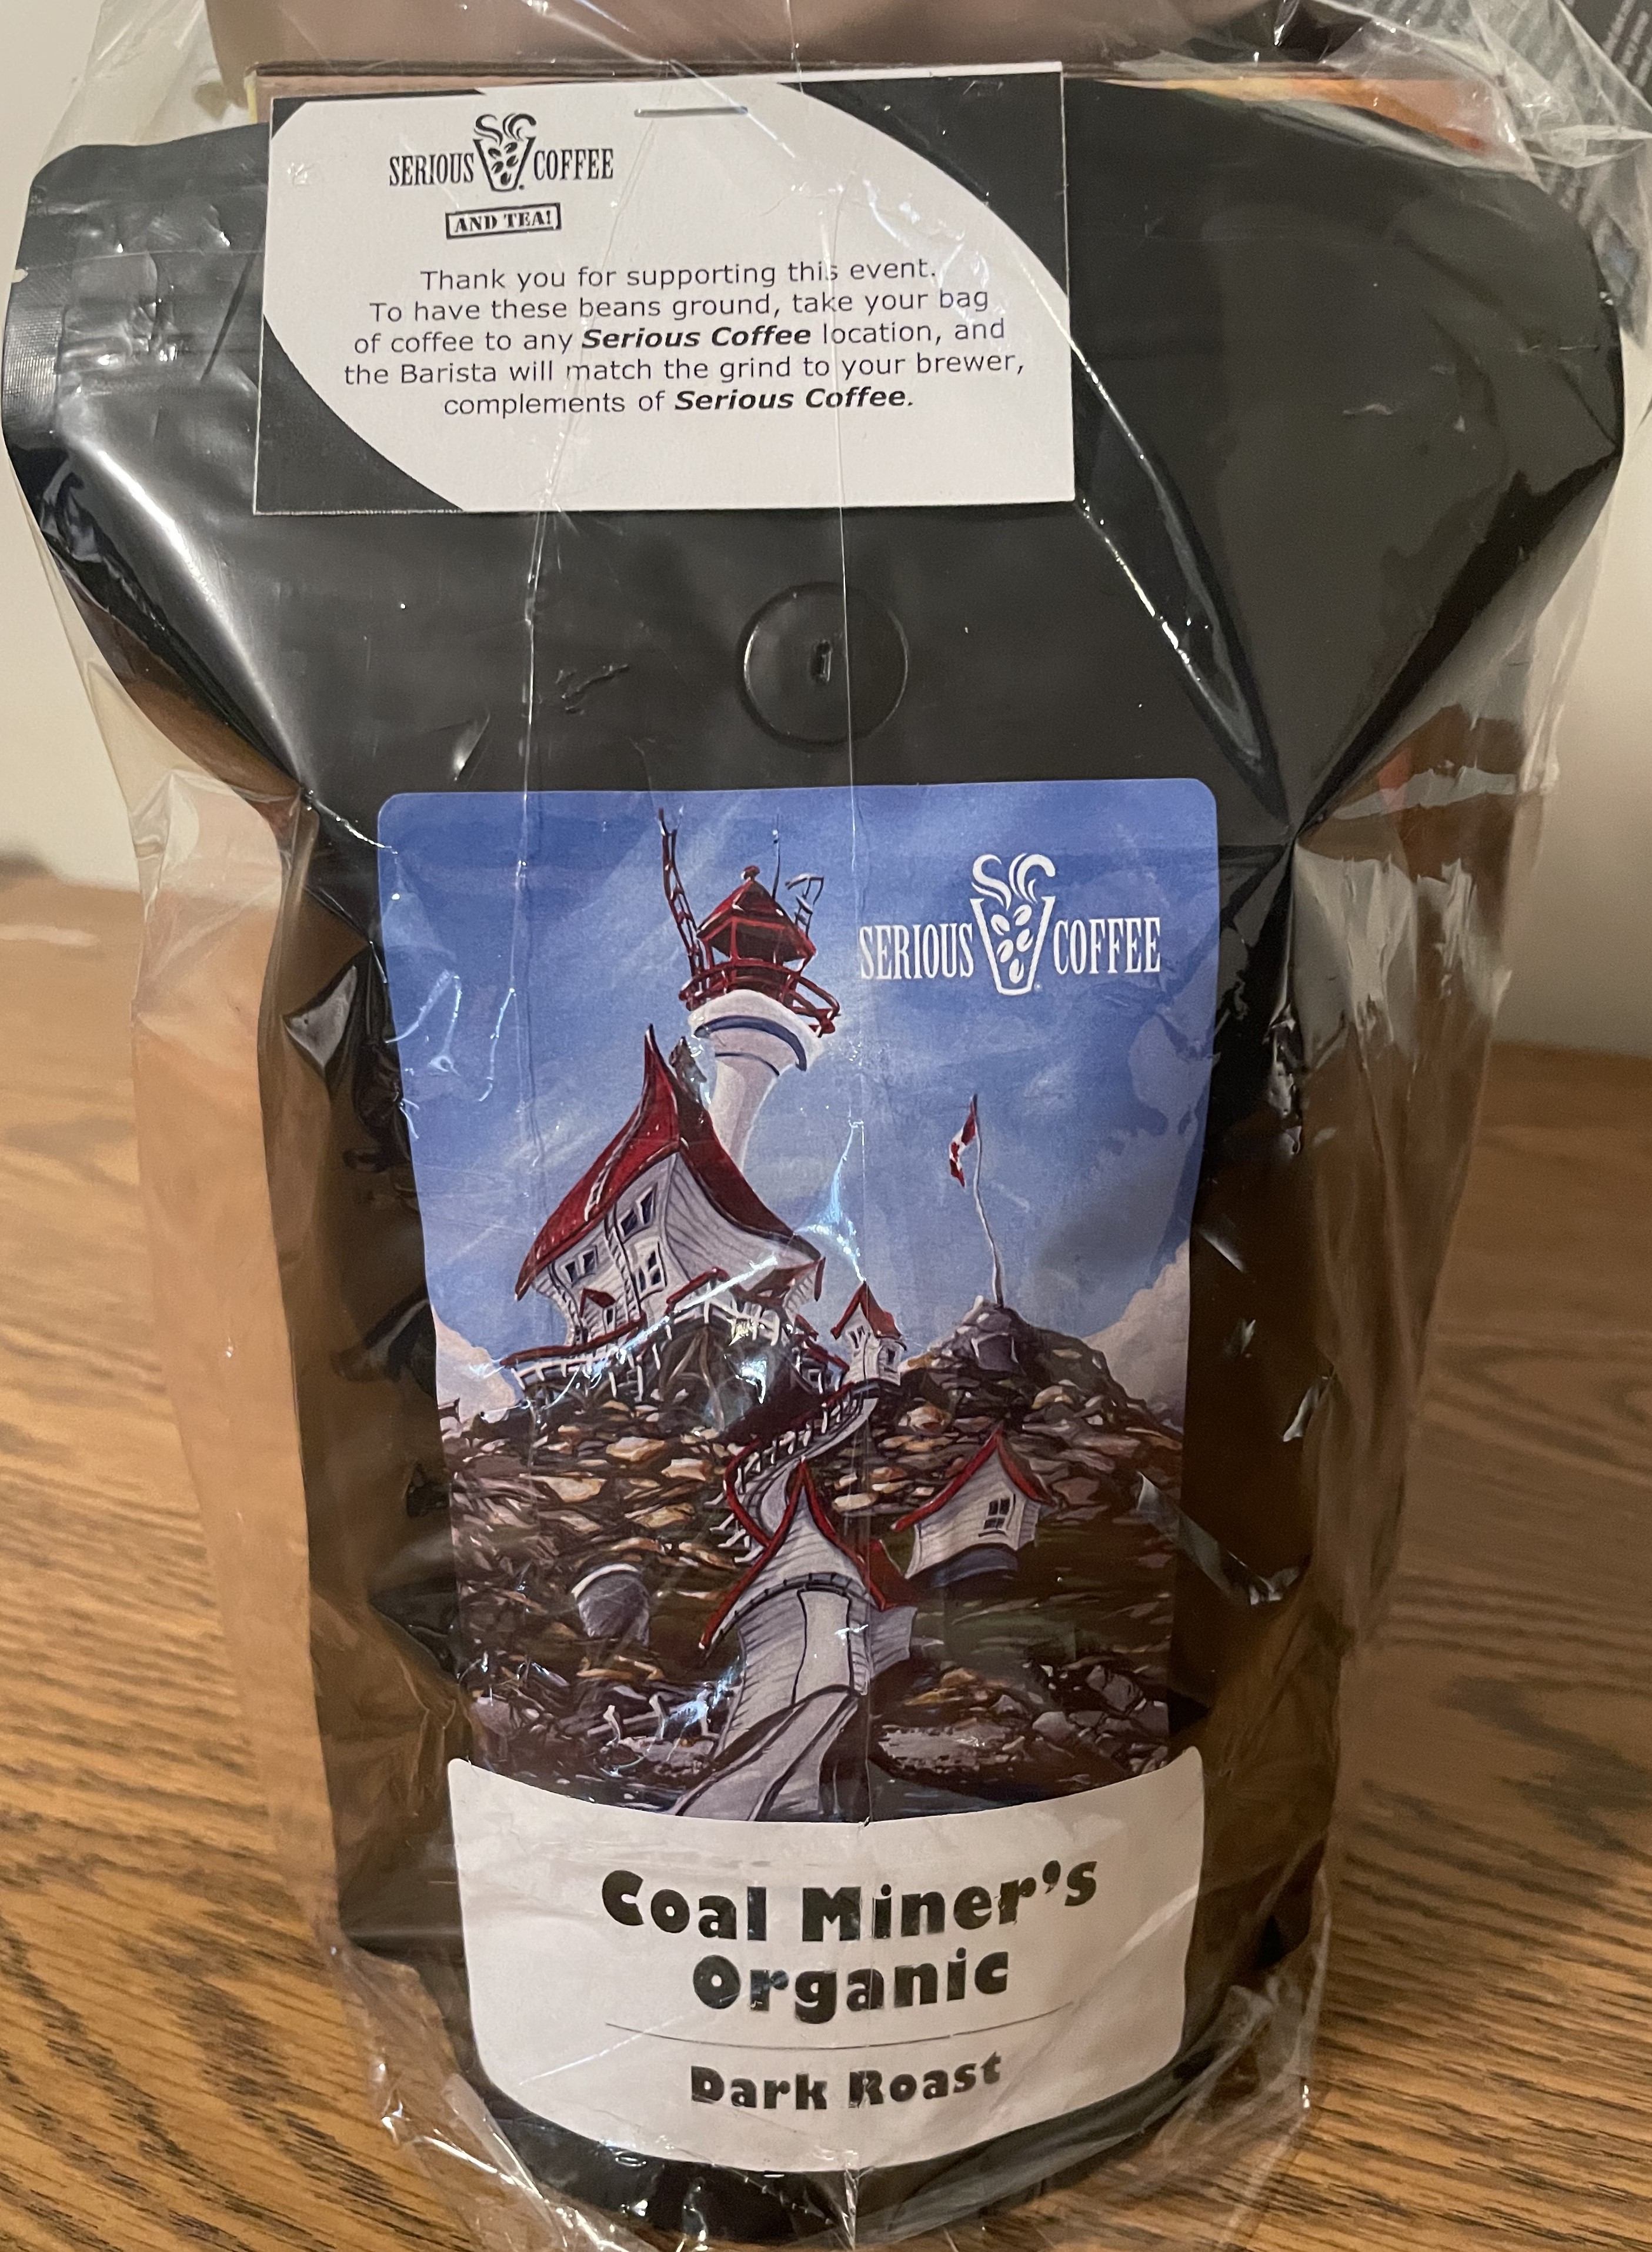 SERIOUS COFFEE
AND TEA!
Thank you for supporting this event.
To have these beans ground, take your bag
of coffee to any Serious Coffee location, and
the Barista will match the grind to your brewer,
complements of Serious Coffee.
SERIOUS COFFEE
Coal Miner's
Organic
Dark Roast